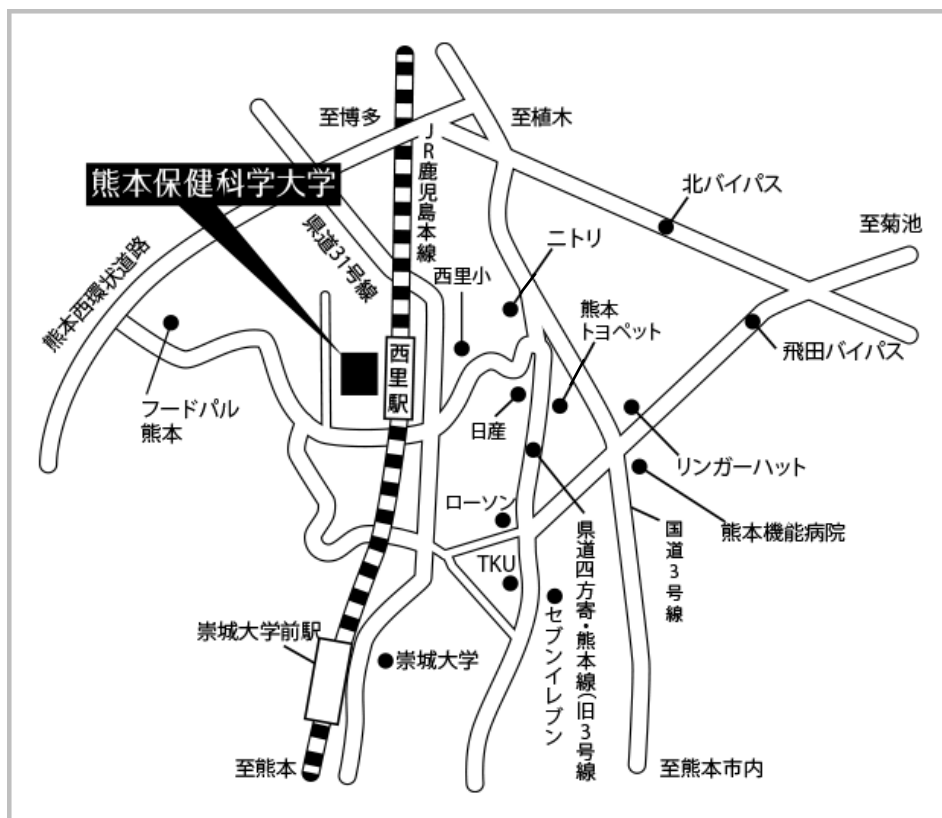 至博多
至植木
JR鹿児島本線
熊本保健科学大学
北バイパス
至菊池
県道31号線
ニトリ
西里小
熊本西環状道路
熊本
トヨペット
飛田バイパス
西里駅
フードパル
熊本
日産
リンガーハット
ローソン
熊本機能病院
県道四方寄・熊本線(旧3号線
国道3号線
TKU
セブンイレブン
崇城大学前駅
崇城大学
至熊本
至熊本市内